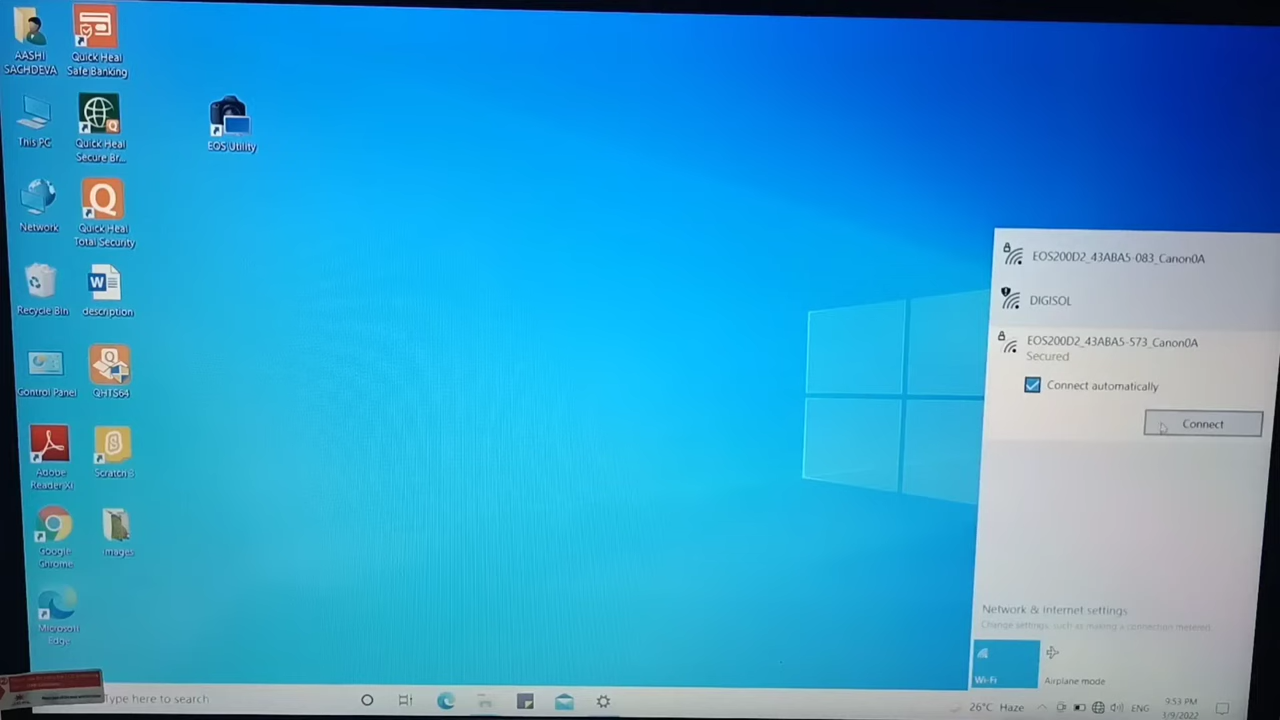 AASHI
SACHDEVA
Quick Heal
Safe Banking
This PC
Quick Heal
Secure Br...
EOS Utility
Network
Quick Heal
Total Security
Recycle Bin
description
Control Panel
QHTS64
Adobe
Reader XI
Scratch 3
Google
Chrome
Images
Microsoft
Edge
EOS200D2_43ABA5-083_Canon0A
DIGISOL
EOS200D2_43ABA5-573_Canon0A
Secured
Connect automatically
Connect
Network & Internet settings
Change settings, such as making a connection metered.
Wi-Fi
Airplane mode
Type here to search
26°C Haze
ENG
9:53 PM
3/9/2022